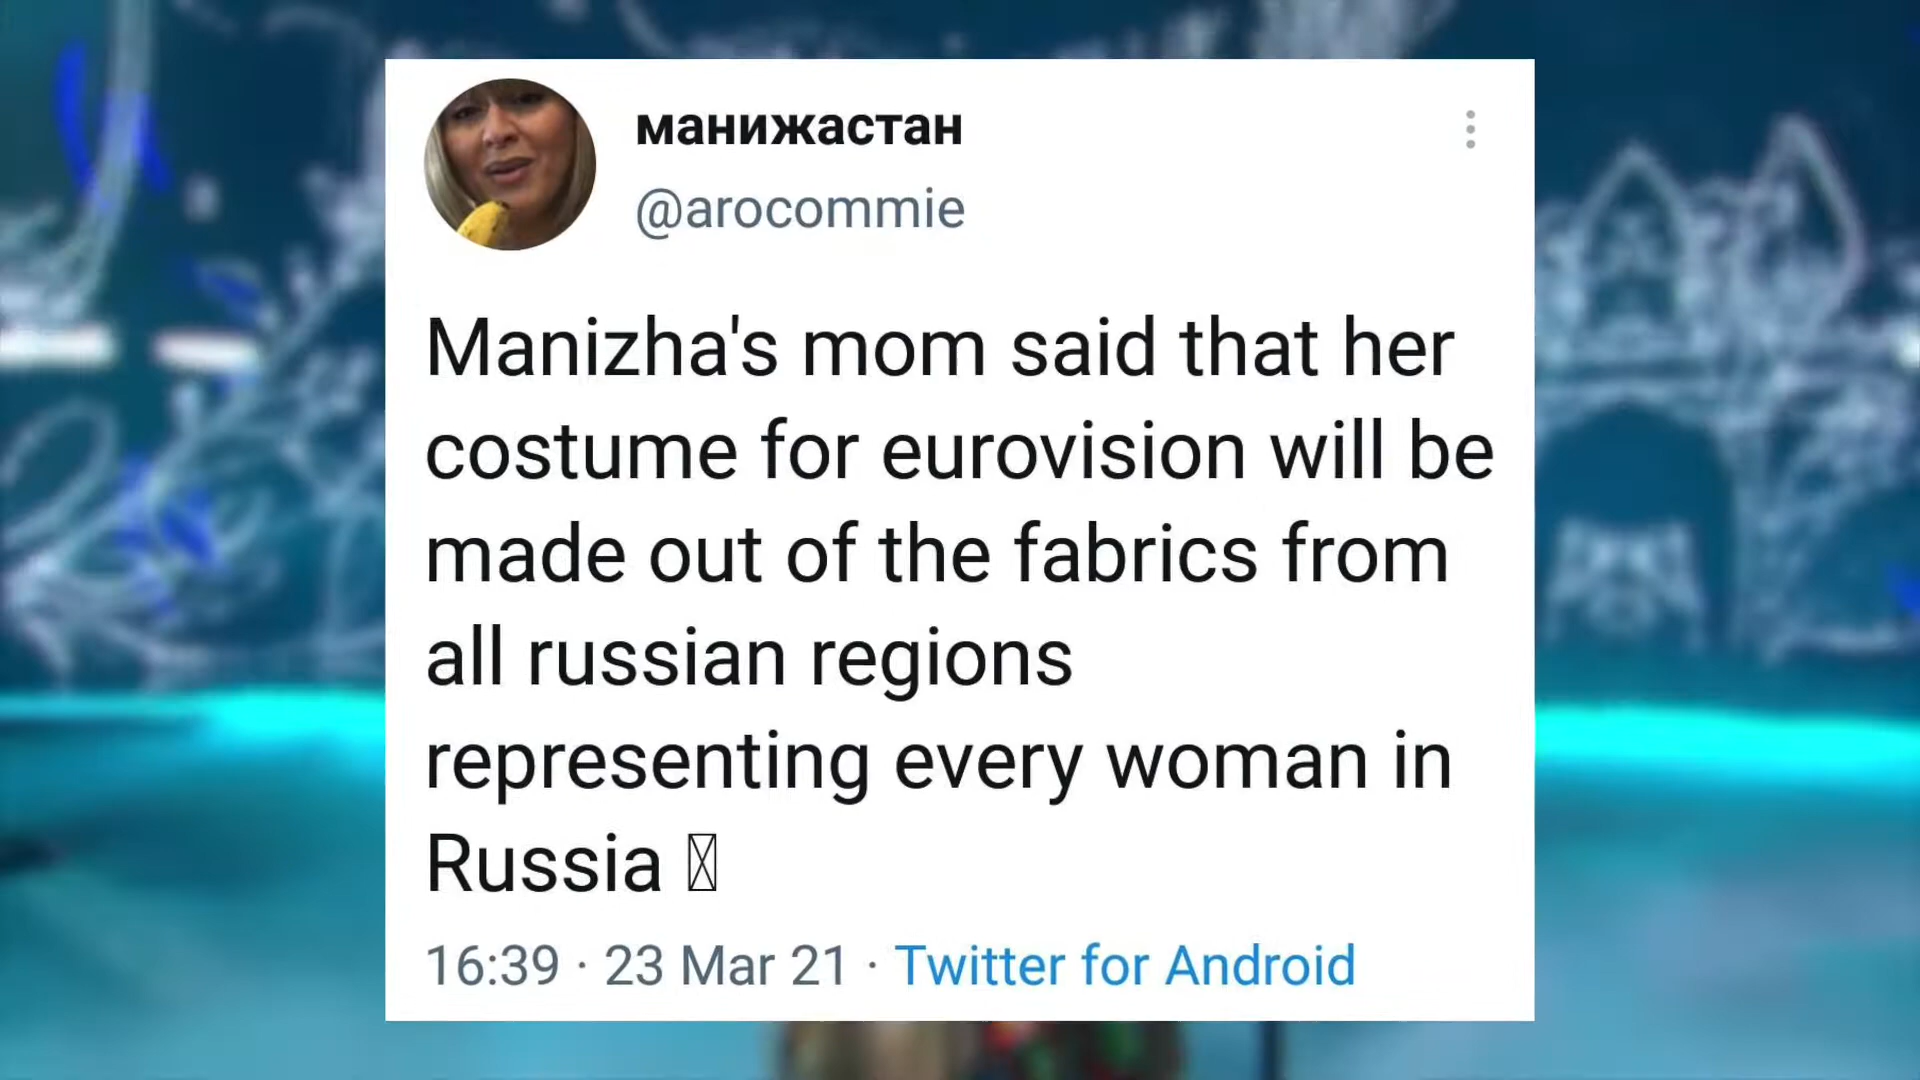 манижастан
@arocommie
Manizha's mom said that her
costume for eurovision will be
made out of the fabrics from
all russian regions
representing every woman in
Russia
16:39 · 23 Mar 21 · Twitter for Android